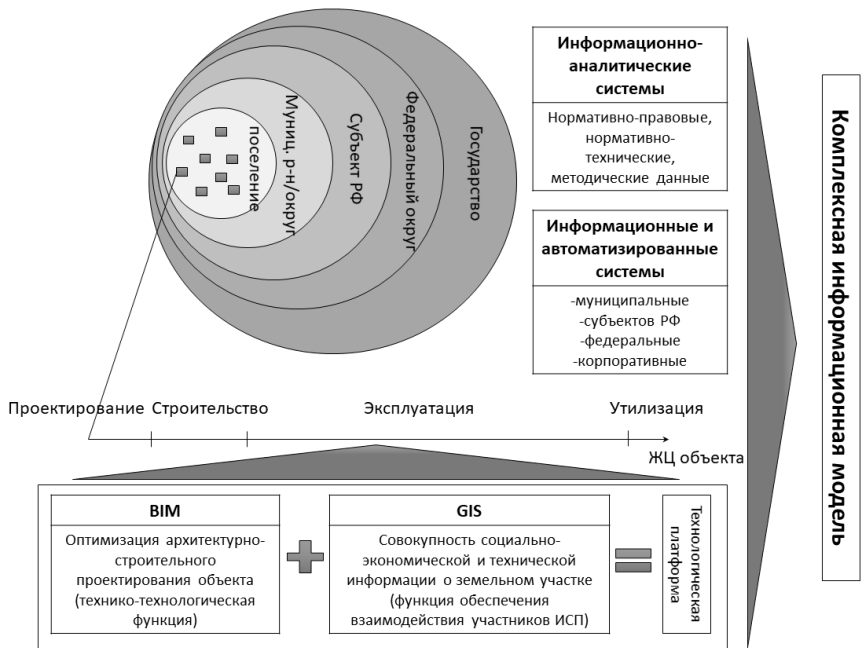 поселение
Муниц. р-н/округ
Субъект РФ
Федеральный округ
Государство
Информационно-
аналитические
системы
Нормативно-правовые,
нормативно-
технические,
методические данные
Информационные и
автоматизированные
системы
-муниципальные
-субъектов РФ
-федеральные
-корпоративные
Комплексная информационная модель
Проектирование
Строительство
Эксплуатация
Утилизация
ЖЦ объекта
BIM
Оптимизация архитектурно-
строительного
проектирования объекта
(технико-технологическая
функция)
GIS
Совокупность социально-
экономической и технической
информации о земельном участке
(функция обеспечения
взаимодействия участников ИСП)
Технологическая
платформа